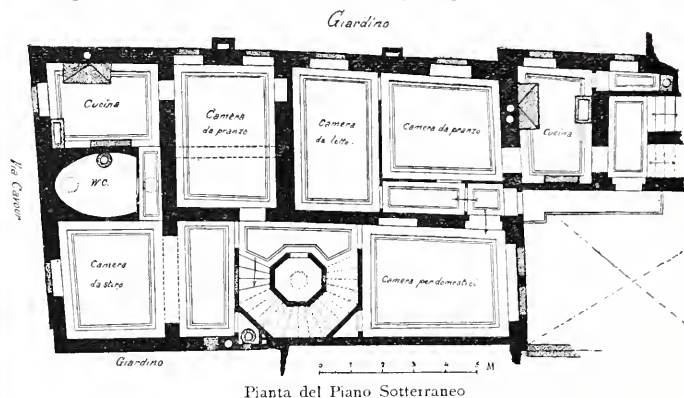 Giardino
Cucina
Camera
da pranzo
Camera
da letto.
Camera da pranzo
Cucina
W.C.
Via Cavour
Camera
da stiro
Camera per domestici
Giardino
0 1 2 3 4 5 M
Pianta del Piano Sotterraneo